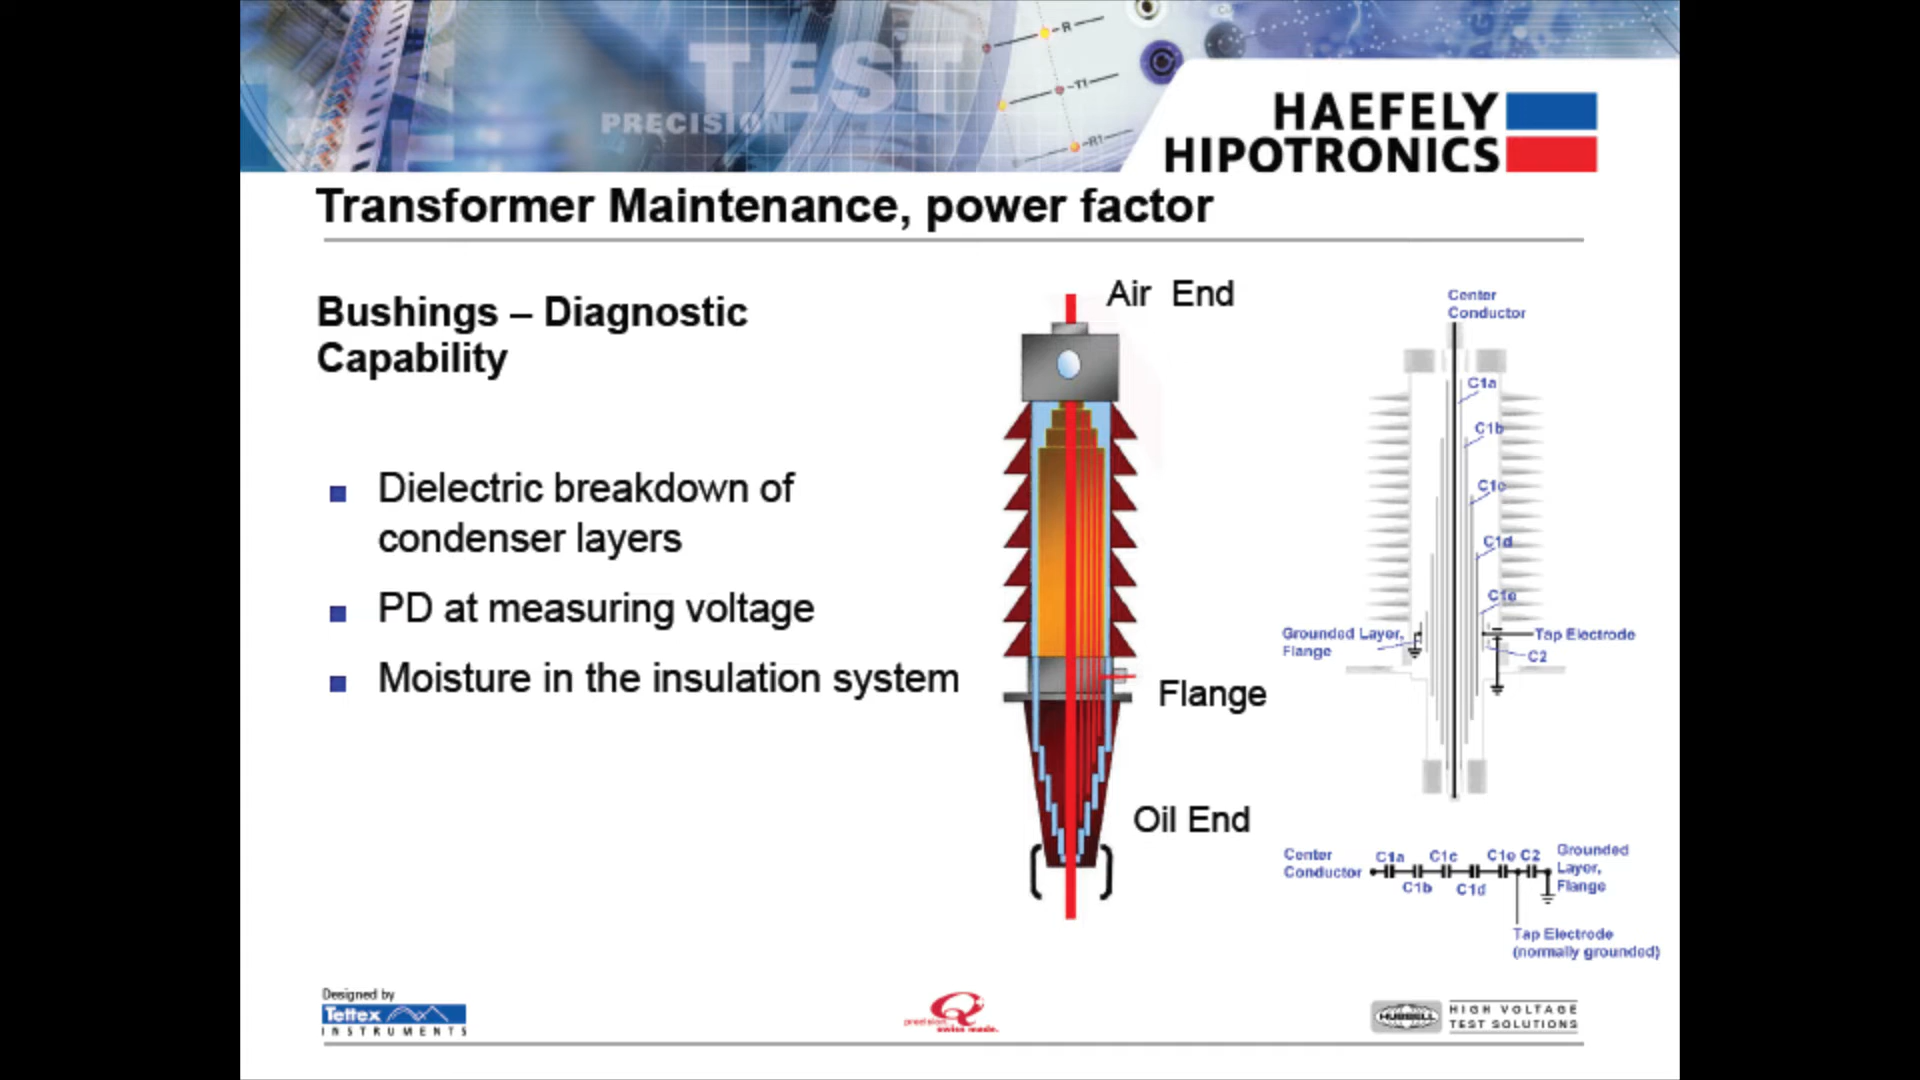 TEST
PRECISION
R
T1
R1
HAEFELY
HIPOTRONICS
Transformer Maintenance, power factor
Bushings – Diagnostic
Capability
Dielectric breakdown of
condenser layers
PD at measuring voltage
Moisture in the insulation system
Air End
Flange
Oil End
Center
Conductor
C1a
C1b
C1c
C1d
C1e
Grounded Layer,
Flange
Tap Electrode
C2
Center
Conductor
C1a
C1c
C1e C2
C1b
C1d
Grounded
Layer,
Flange
Tap Electrode
(normally grounded)
Designed by
Tettex
INSTRUMENTS
precision.
swiss made.
HUBBELL
HIGH VOLTAGE
TEST SOLUTIONS